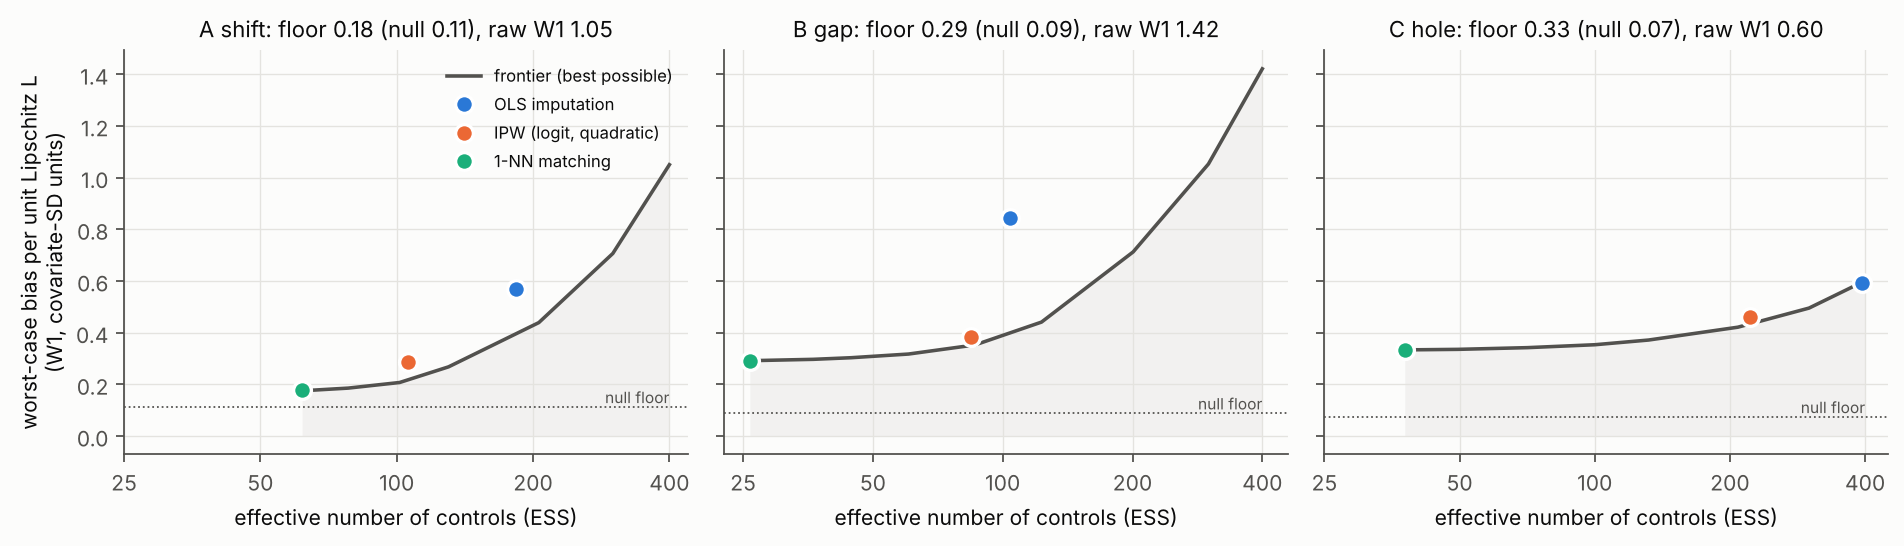 A shift: floor 0.18 (null 0.11), raw W1 1.05
B gap: floor 0.29 (null 0.09), raw W1 1.42
C hole: floor 0.33 (null 0.07), raw W1 0.60
worst-case bias per unit Lipschitz L
(W1, covariate-SD units)
1.4
1.2
1.0
0.8
0.6
0.4
0.2
0.0
frontier (best possible)
OLS imputation
IPW (logit, quadratic)
1-NN matching
null floor
null floor
null floor
25 50 100 200 400
25 50 100 200 400
25 50 100 200 400
effective number of controls (ESS)
effective number of controls (ESS)
effective number of controls (ESS)